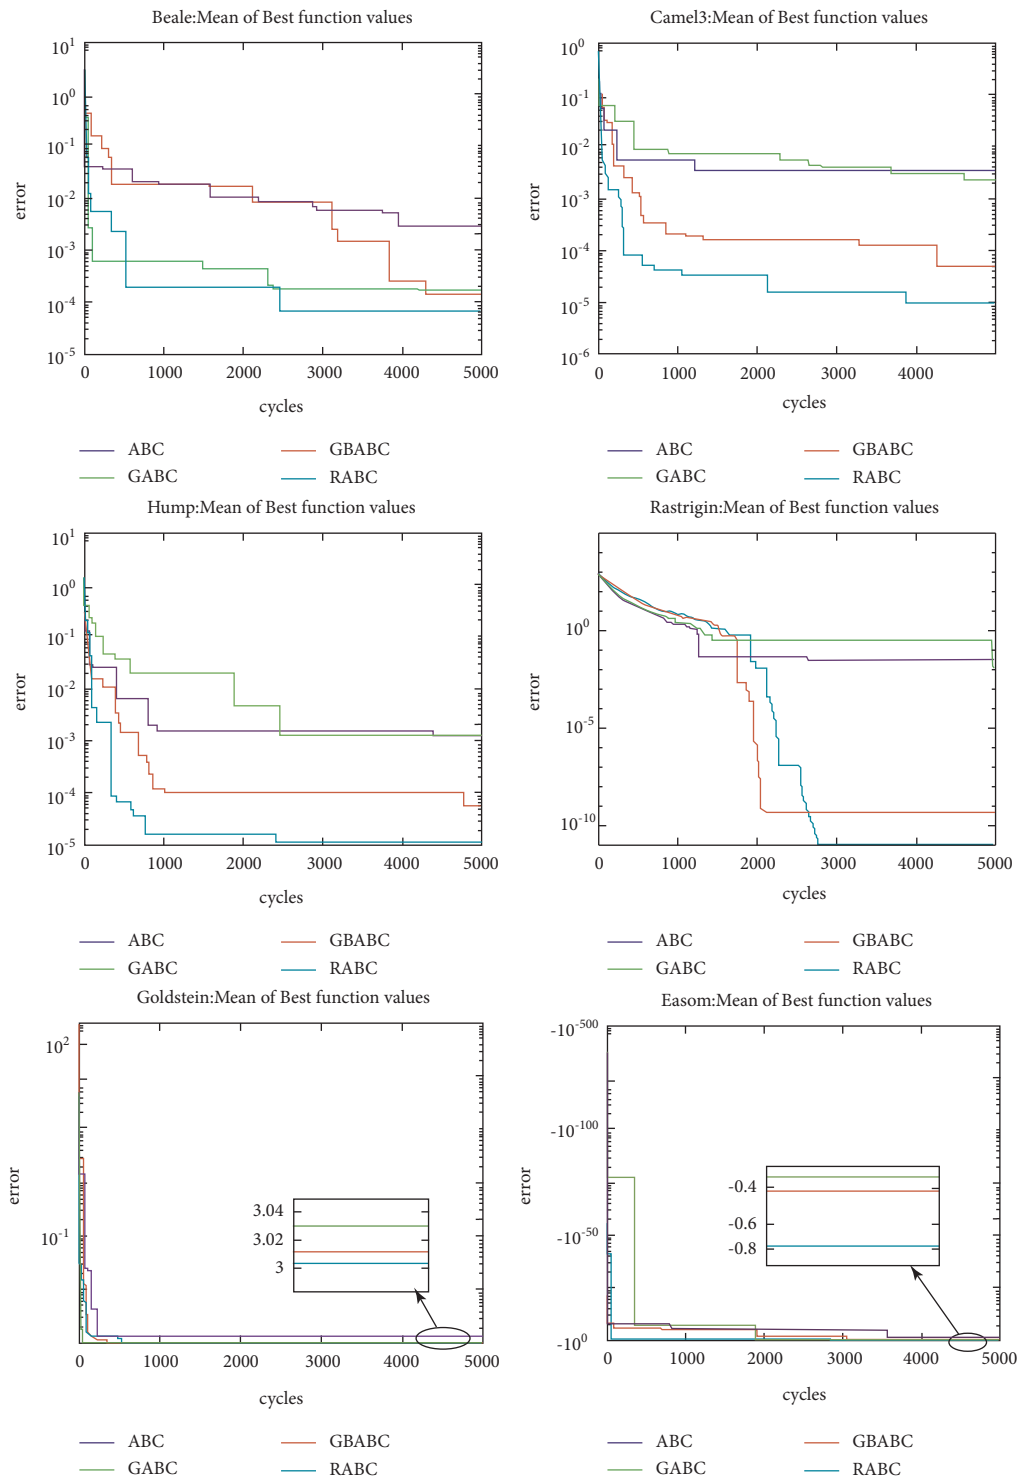 Beale:Mean of Best function values
10^1
10^0
10^-1
10^-2
10^-3
10^-4
10^-5
error
0 1000 2000 3000 4000 5000
cycles
ABC GBABC
GABC RABC
Camel3:Mean of Best function values
10^0
10^-1
10^-2
10^-3
10^-4
10^-5
10^-6
error
0 1000 2000 3000 4000
cycles
ABC GBABC
GABC RABC
Hump:Mean of Best function values
10^1
10^0
10^-1
10^-2
10^-3
10^-4
10^-5
error
0 1000 2000 3000 4000 5000
cycles
ABC GBABC
GABC RABC
Rastrigin:Mean of Best function values
10^0
10^-5
10^-10
error
0 1000 2000 3000 4000 5000
cycles
ABC GBABC
GABC RABC
Goldstein:Mean of Best function values
10^2
10^-1
error
3.04
3.02
3
0 1000 2000 3000 4000 5000
cycles
ABC GBABC
GABC RABC
Easom:Mean of Best function values
-10^-500
-10^-100
-10^-50
-10^0
error
-0.4
-0.6
-0.8
0 1000 2000 3000 4000 5000
cycles
ABC GBABC
GABC RABC